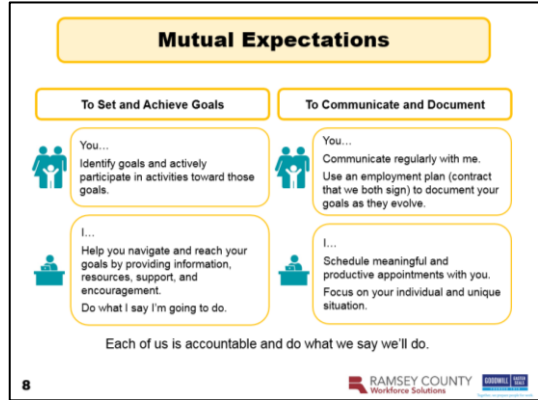 Mutual Expectations
To Set and Achieve Goals
You...
Identify goals and actively
participate in activities toward those
goals.
I...
Help you navigate and reach your
goals by providing information,
resources, support, and
encouragement.
Do what I say I'm going to do.
To Communicate and Document
You...
Communicate regularly with me.
Use an employment plan (contract
that we both sign) to document your
goals as they evolve.
I...
Schedule meaningful and
productive appointments with you.
Focus on your individual and unique
situation.
Each of us is accountable and do what we say we'll do.
8
RAMSEY COUNTY
Workforce Solutions
GOODWILL
EASTER
SEALS